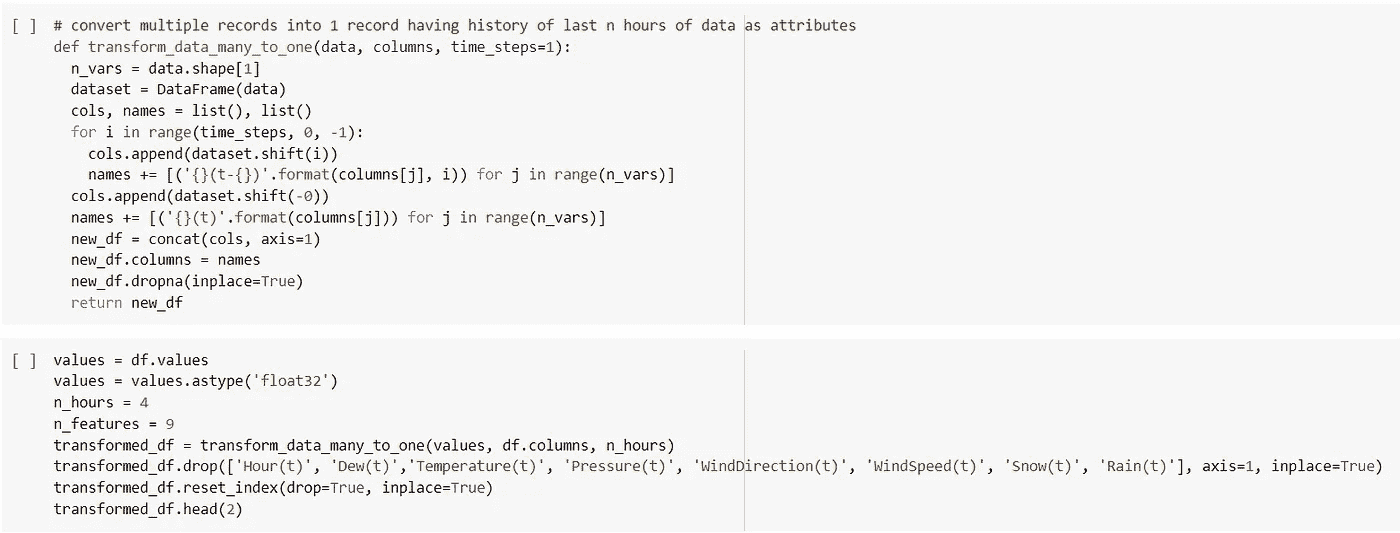 [ ] # convert multiple records into 1 record having history of last n hours of data as attributes
def transform_data_many_to_one(data, columns, time_steps=1):
  n_vars = data.shape[1]
  dataset = DataFrame(data)
  cols, names = list(), list()
  for i in range(time_steps, 0, -1):
    cols.append(dataset.shift(i))
    names += [('{}(t-{})'.format(columns[j], i)) for j in range(n_vars)]
  cols.append(dataset.shift(-0))
  names += [('{}(t)'.format(columns[j])) for j in range(n_vars)]
  new_df = concat(cols, axis=1)
  new_df.columns = names
  new_df.dropna(inplace=True)
  return new_df
[ ] values = df.values
values = values.astype('float32')
n_hours = 4
n_features = 9
transformed_df = transform_data_many_to_one(values, df.columns, n_hours)
transformed_df.drop(['Hour(t)', 'Dew(t)','Temperature(t)', 'Pressure(t)', 'WindDirection(t)', 'WindSpeed(t)', 'Snow(t)', 'Rain(t)'], axis=1, inplace=True)
transformed_df.reset_index(drop=True, inplace=True)
transformed_df.head(2)